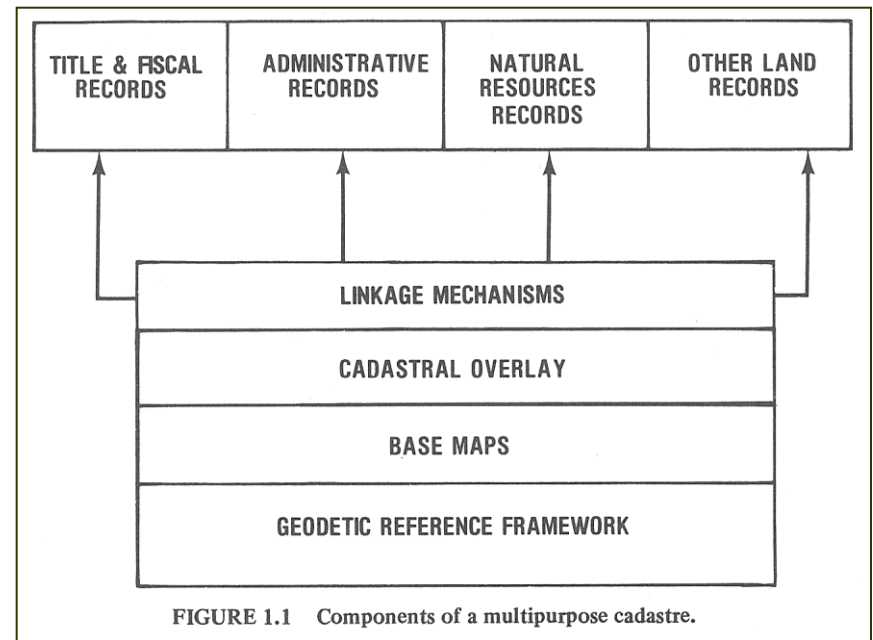 TITLE & FISCAL
RECORDS
ADMINISTRATIVE
RECORDS
NATURAL
RESOURCES
RECORDS
OTHER LAND
RECORDS
LINKAGE MECHANISMS
CADASTRAL OVERLAY
BASE MAPS
GEODETIC REFERENCE FRAMEWORK
FIGURE 1.1 Components of a multipurpose cadastre.